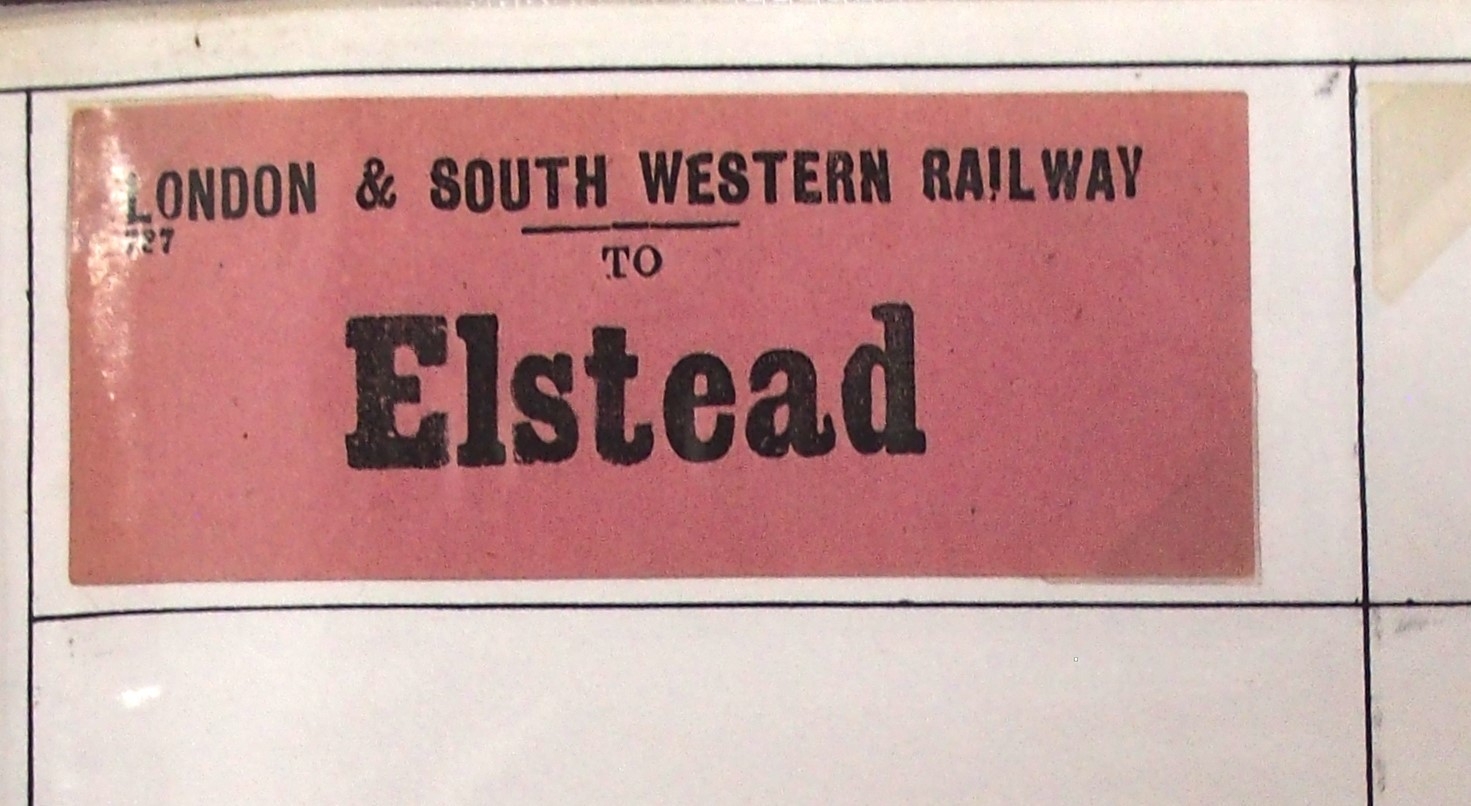 LONDON & SOUTH WESTERN RAILWAY
727
TO
Elstead